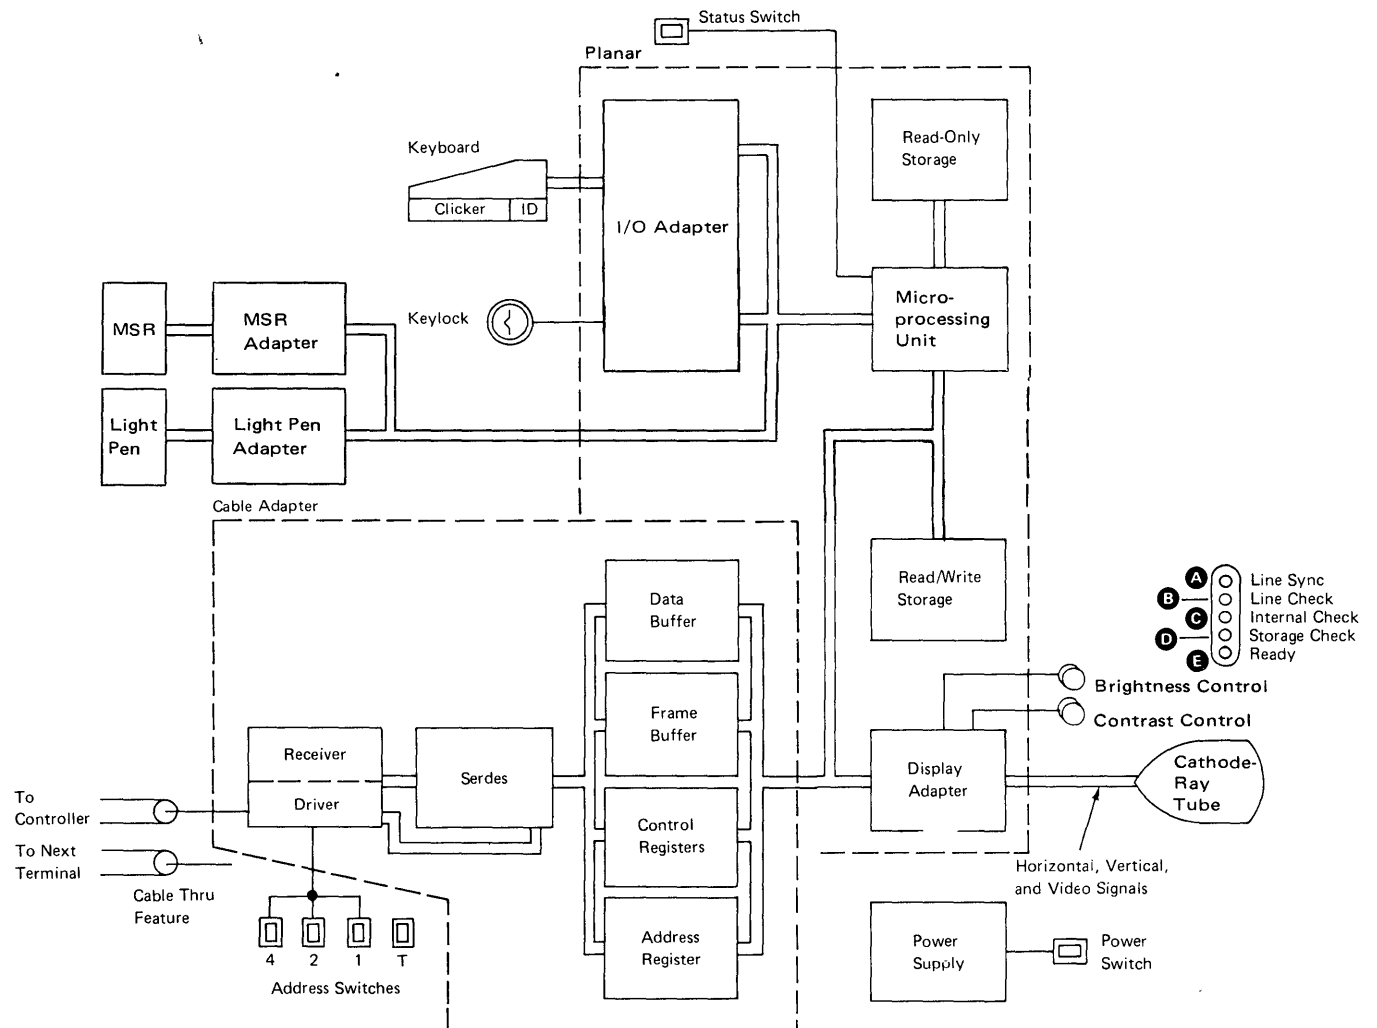 Status Switch
Planar
Keyboard
Clicker
ID
Read-Only
Storage
I/O Adapter
Keylock
MSR
MSR
Adapter
Micro-
processing
Unit
Light
Pen
Light Pen
Adapter
Cable Adapter
Data
Buffer
Read/Write
Storage
A
B
C
D
E
Line Sync
Line Check
Internal Check
Storage Check
Ready
Brightness Control
Contrast Control
Frame
Buffer
Receiver
Driver
Serdes
Display
Adapter
Cathode-
Ray
Tube
To
Controller
To Next
Terminal
Cable Thru
Feature
Control
Registers
Horizontal, Vertical,
and Video Signals
4
2
1
T
Address Switches
Address
Register
Power
Supply
Power
Switch